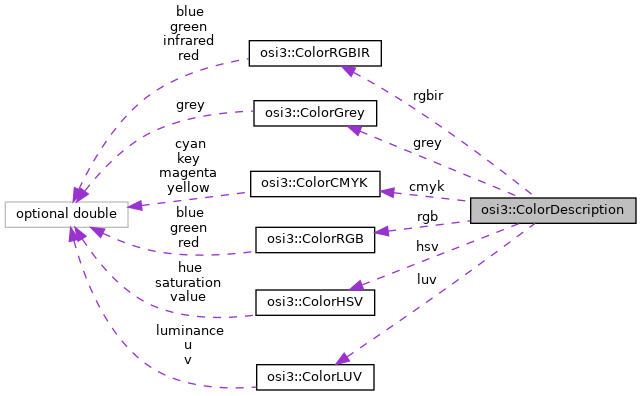 blue
green
infrared
red
osi3::ColorRGBIR
rgbir
grey
osi3::ColorGrey
grey
cyan
key
magenta
yellow
osi3::ColorCMYK
cmyk
optional double
osi3::ColorDescription
blue
green
red
osi3::ColorRGB
rgb
hue
saturation
value
osi3::ColorHSV
hsv
luminance
u
v
osi3::ColorLUV
luv